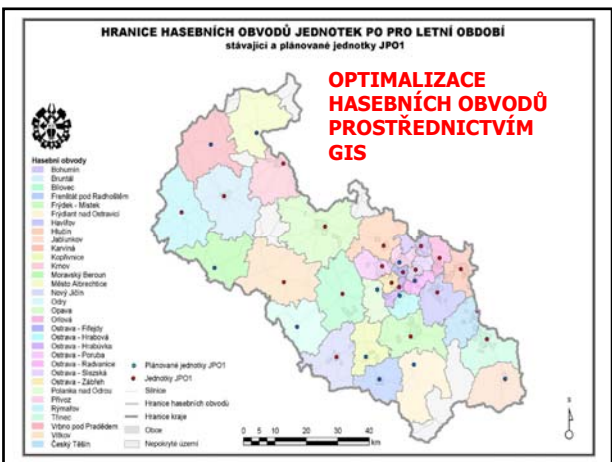 HRANICE HASEBNÍCH OBVODŮ JEDNOTEK PO PRO LETNÍ OBDOBÍ
stávající a plánované jednotky JPO1
OPTIMALIZACE
HASEBNÍCH OBVODŮ
PROSTŘEDNICTVÍM
GIS
Hasební obvody
Bohumín
Bruntál
Bílovec
Frenštát pod Radhoštěm
Frýdek - Místek
Frýdlant nad Ostravicí
Havířov
Hlučín
Jablunkov
Karviná
Kopřivnice
Krnov
Moravský Beroun
Město Albrechtice
Nový Jičín
Odry
Opava
Orlová
Ostrava - Fifejdy
Ostrava - Hrabová
Ostrava - Hrabůvka
Ostrava - Poruba
Ostrava - Radvanice
Ostrava - Slezská
Ostrava - Zábřeh
Polanka nad Odrou
Přívoz
Rýmařov
Třinec
Vrbno pod Pradědem
Vítkov
Český Těšín
Plánované jednotky JPO1
Jednotky JPO1
Silnice
Hranice hasebních obvodů
Hranice kraje
Obce
Nepokryté území
0 5 10 20 30 40
km
S